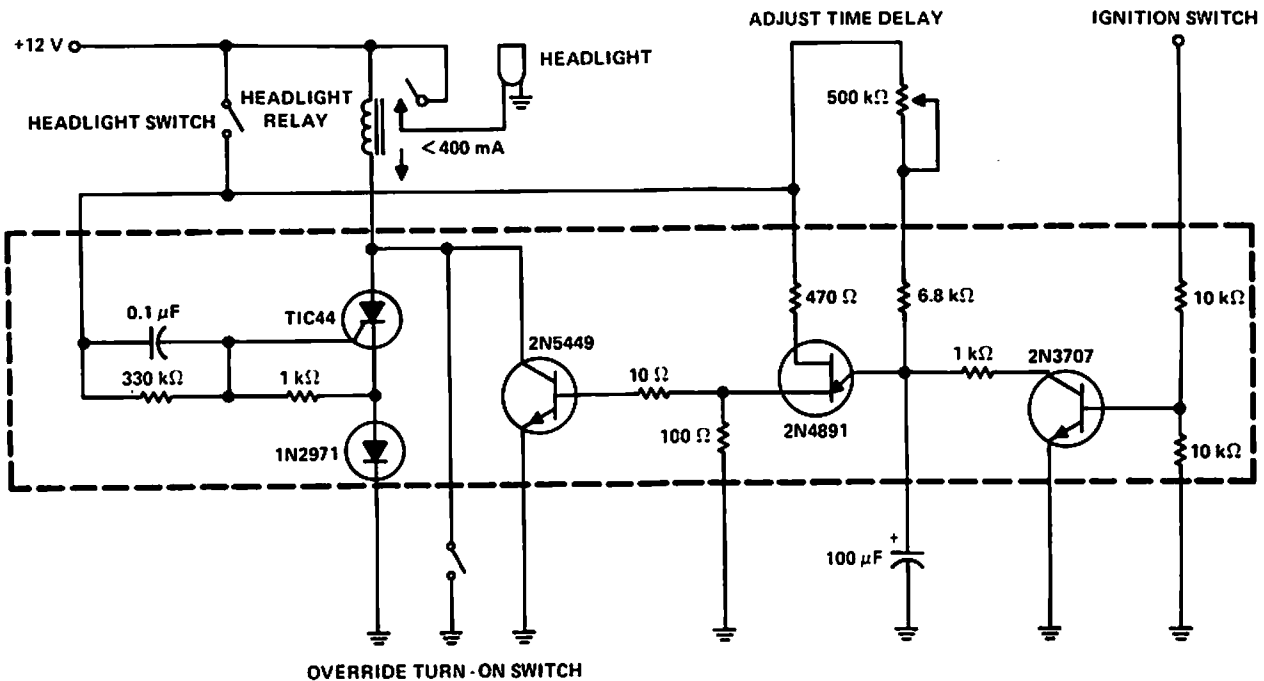 ADJUST TIME DELAY
IGNITION SWITCH
+12 V
HEADLIGHT
HEADLIGHT SWITCH
HEADLIGHT
RELAY
<400 mA
500 kΩ
0.1 µF
TIC44
470 Ω
6.8 kΩ
10 kΩ
2N5449
1 kΩ
2N3707
330 kΩ
1 kΩ
10 Ω
2N4891
100 Ω
1N2971
10 kΩ
+
100 µF
OVERRIDE TURN-ON SWITCH